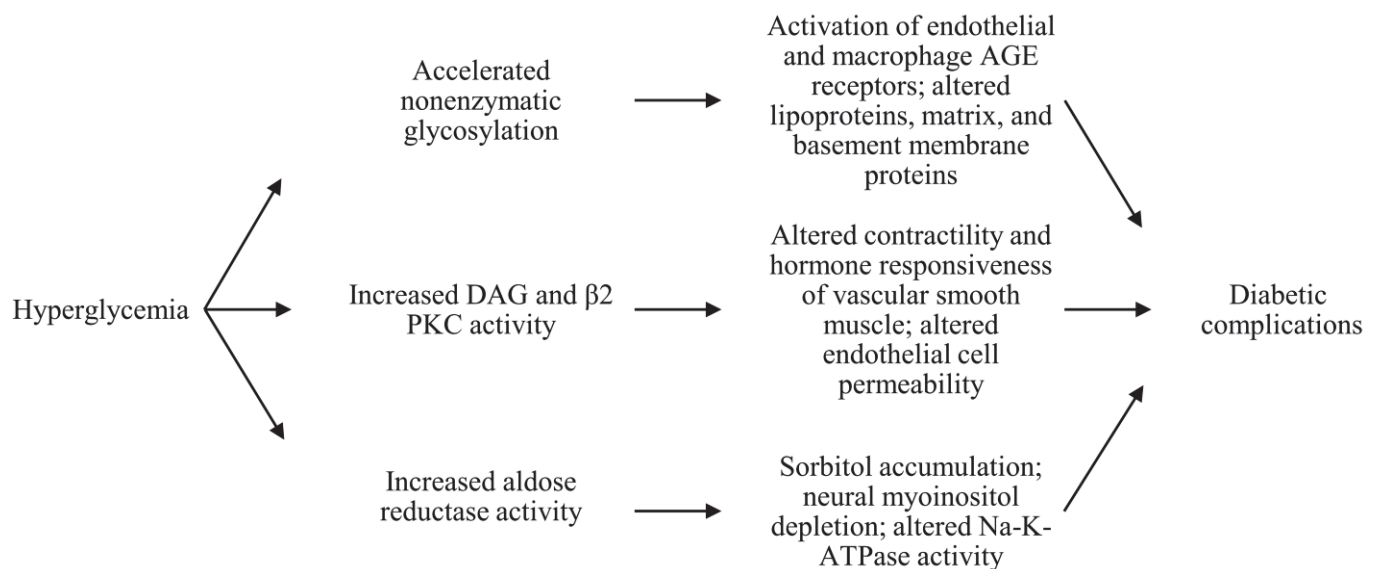 Accelerated
nonenzymatic
glycosylation
Activation of endothelial
and macrophage AGE
receptors; altered
lipoproteins, matrix, and
basement membrane
proteins
Hyperglycemia
Increased DAG and β2
PKC activity
Altered contractility and
hormone responsiveness
of vascular smooth
muscle; altered
endothelial cell
permeability
Diabetic
complications
Increased aldose
reductase activity
Sorbitol accumulation;
neural myoinositol
depletion; altered Na-K-
ATPase activity